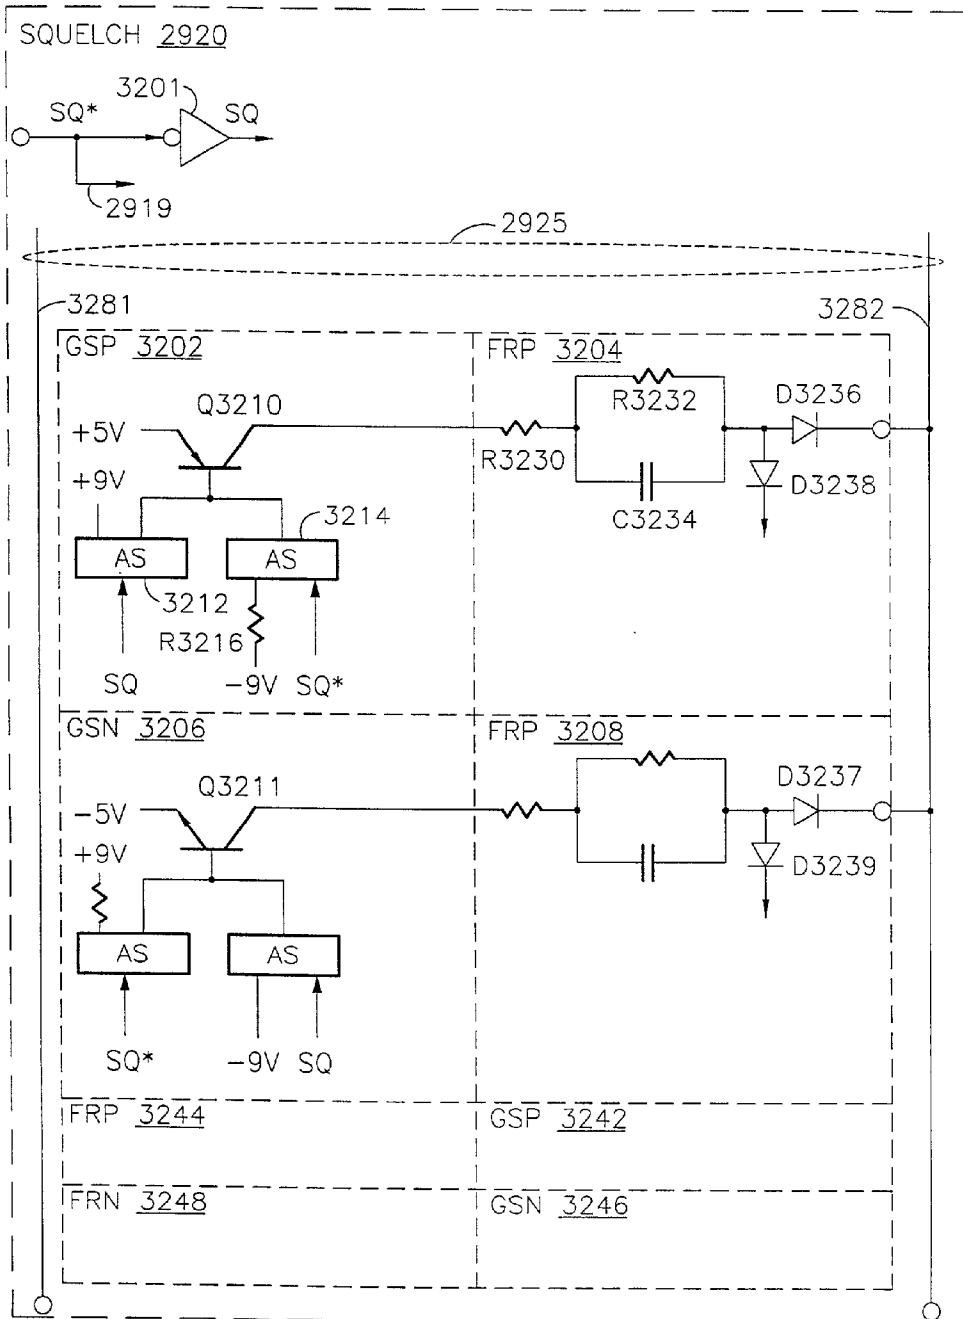 SQUELCH 2920
3201
SQ*
SQ
2919
2925
3281
3282
GSP 3202
FRP 3204
Q3210
R3232
D3236
+5V
R3230
+9V
D3238
C3234
3214
AS
AS
3212
R3216
SQ
-9V
SQ*
GSN 3206
FRP 3208
Q3211
D3237
-5V
+9V
D3239
AS
AS
SQ*
-9V
SQ
FRP 3244
GSP 3242
FRN 3248
GSN 3246